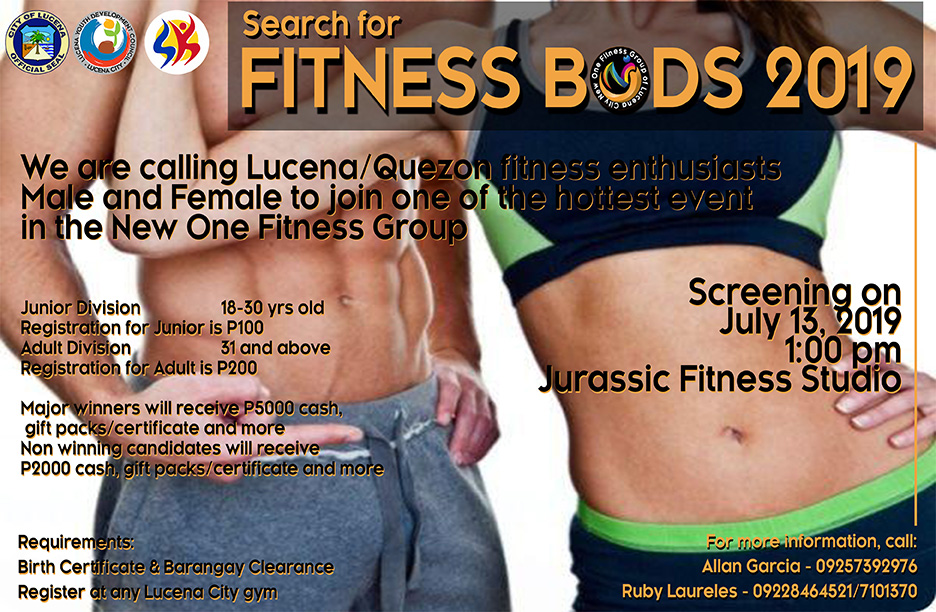 CITY OF LUCENA
OFFICIAL SEAL
LUCENA YOUTH DEVELOPMENT COUNCIL
LUCENA CITY
Search for
FITNESS BODS 2019
New One Fitness Group of Lucena City
We are calling Lucena/Quezon fitness enthusiasts
Male and Female to join one of the hottest event
in the New One Fitness Group
Junior Division 18-30 yrs old
Registration for Junior is P100
Adult Division 31 and above
Registration for Adult is P200
Major winners will receive P5000 cash,
gift packs/certificate and more
Non winning candidates will receive
P2000 cash, gift packs/certificate and more
Screening on
July 13, 2019
1:00 pm
Jurassic Fitness Studio
Requirements:
Birth Certificate & Barangay Clearance
Register at any Lucena City gym
For more information, call:
Allan Garcia - 09257392976
Ruby Laureles - 09228464521/7101370